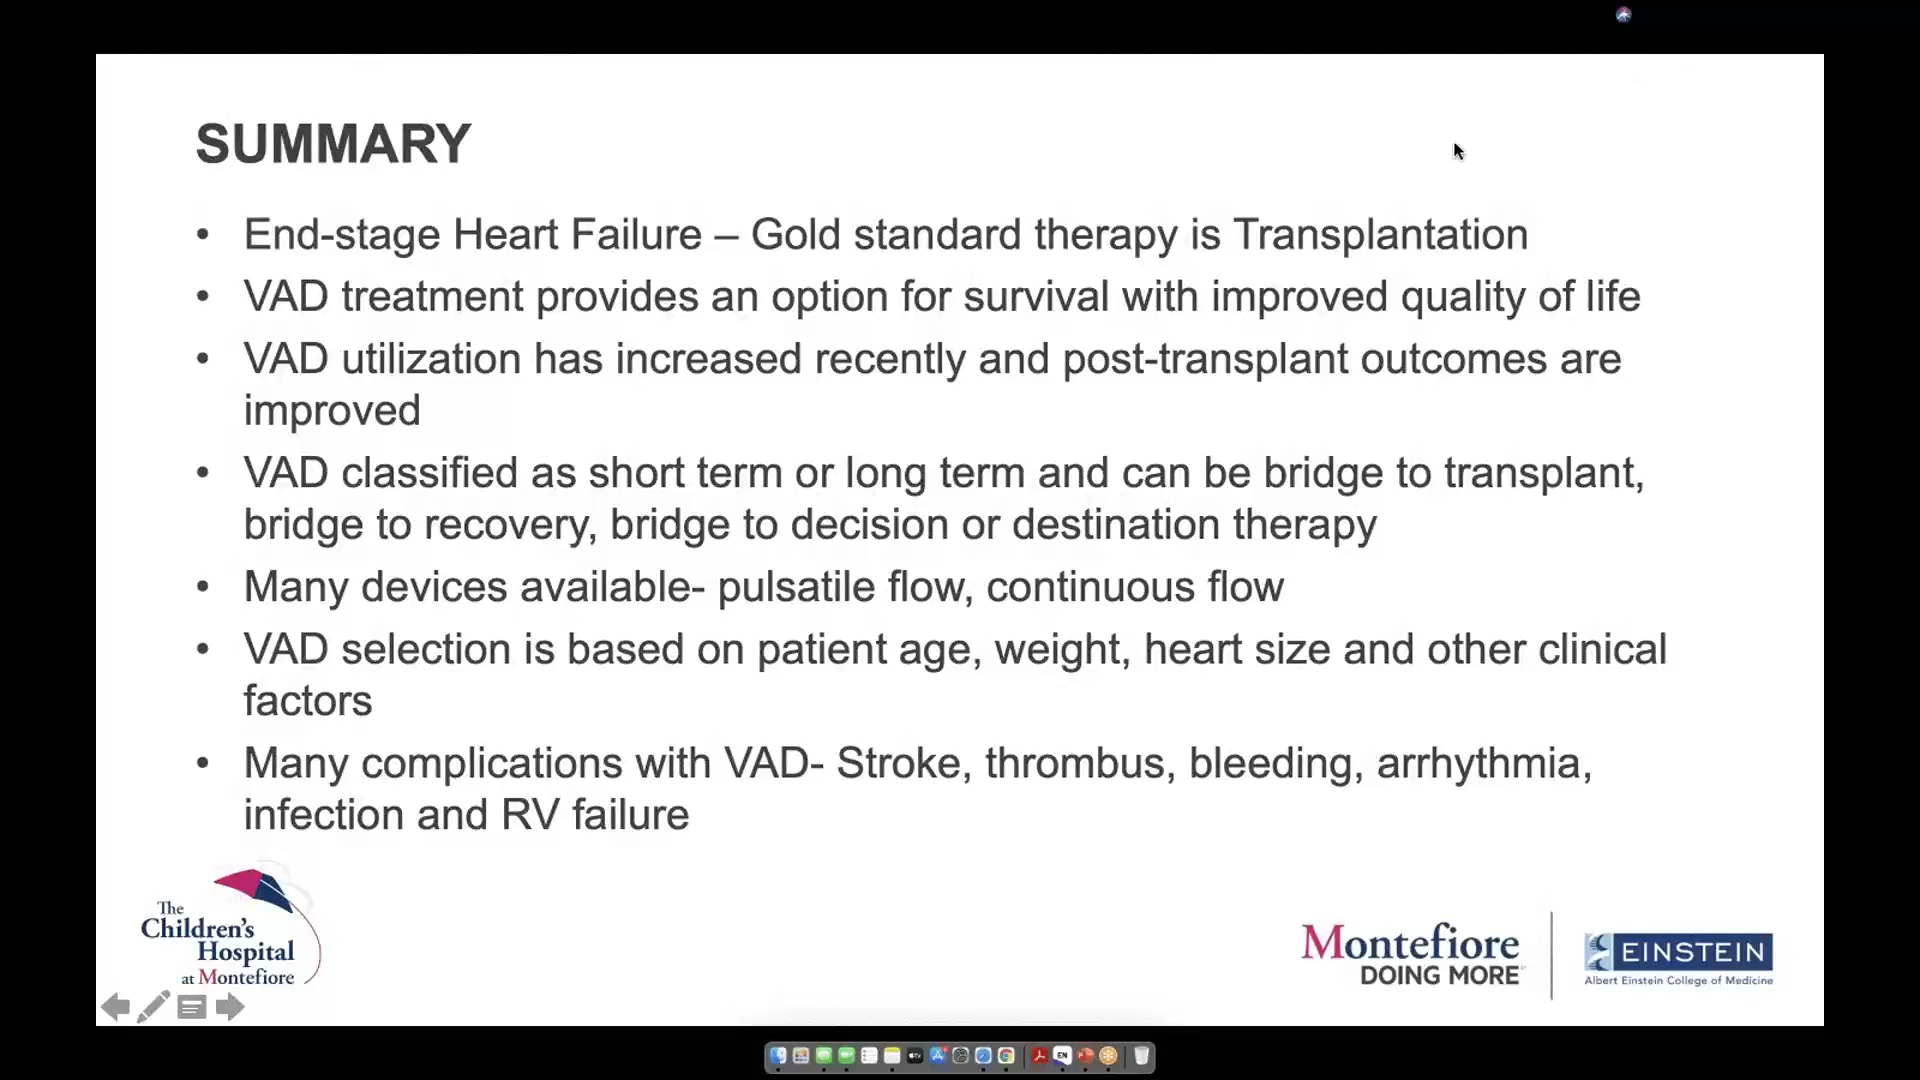 SUMMARY
• End-stage Heart Failure – Gold standard therapy is Transplantation
• VAD treatment provides an option for survival with improved quality of life
• VAD utilization has increased recently and post-transplant outcomes are
improved
• VAD classified as short term or long term and can be bridge to transplant,
bridge to recovery, bridge to decision or destination therapy
• Many devices available- pulsatile flow, continuous flow
• VAD selection is based on patient age, weight, heart size and other clinical
factors
• Many complications with VAD- Stroke, thrombus, bleeding, arrhythmia,
infection and RV failure
The
Children's
Hospital
at Montefiore
Montefiore
DOING MORE
EINSTEIN
Albert Einstein College of Medicine
EN